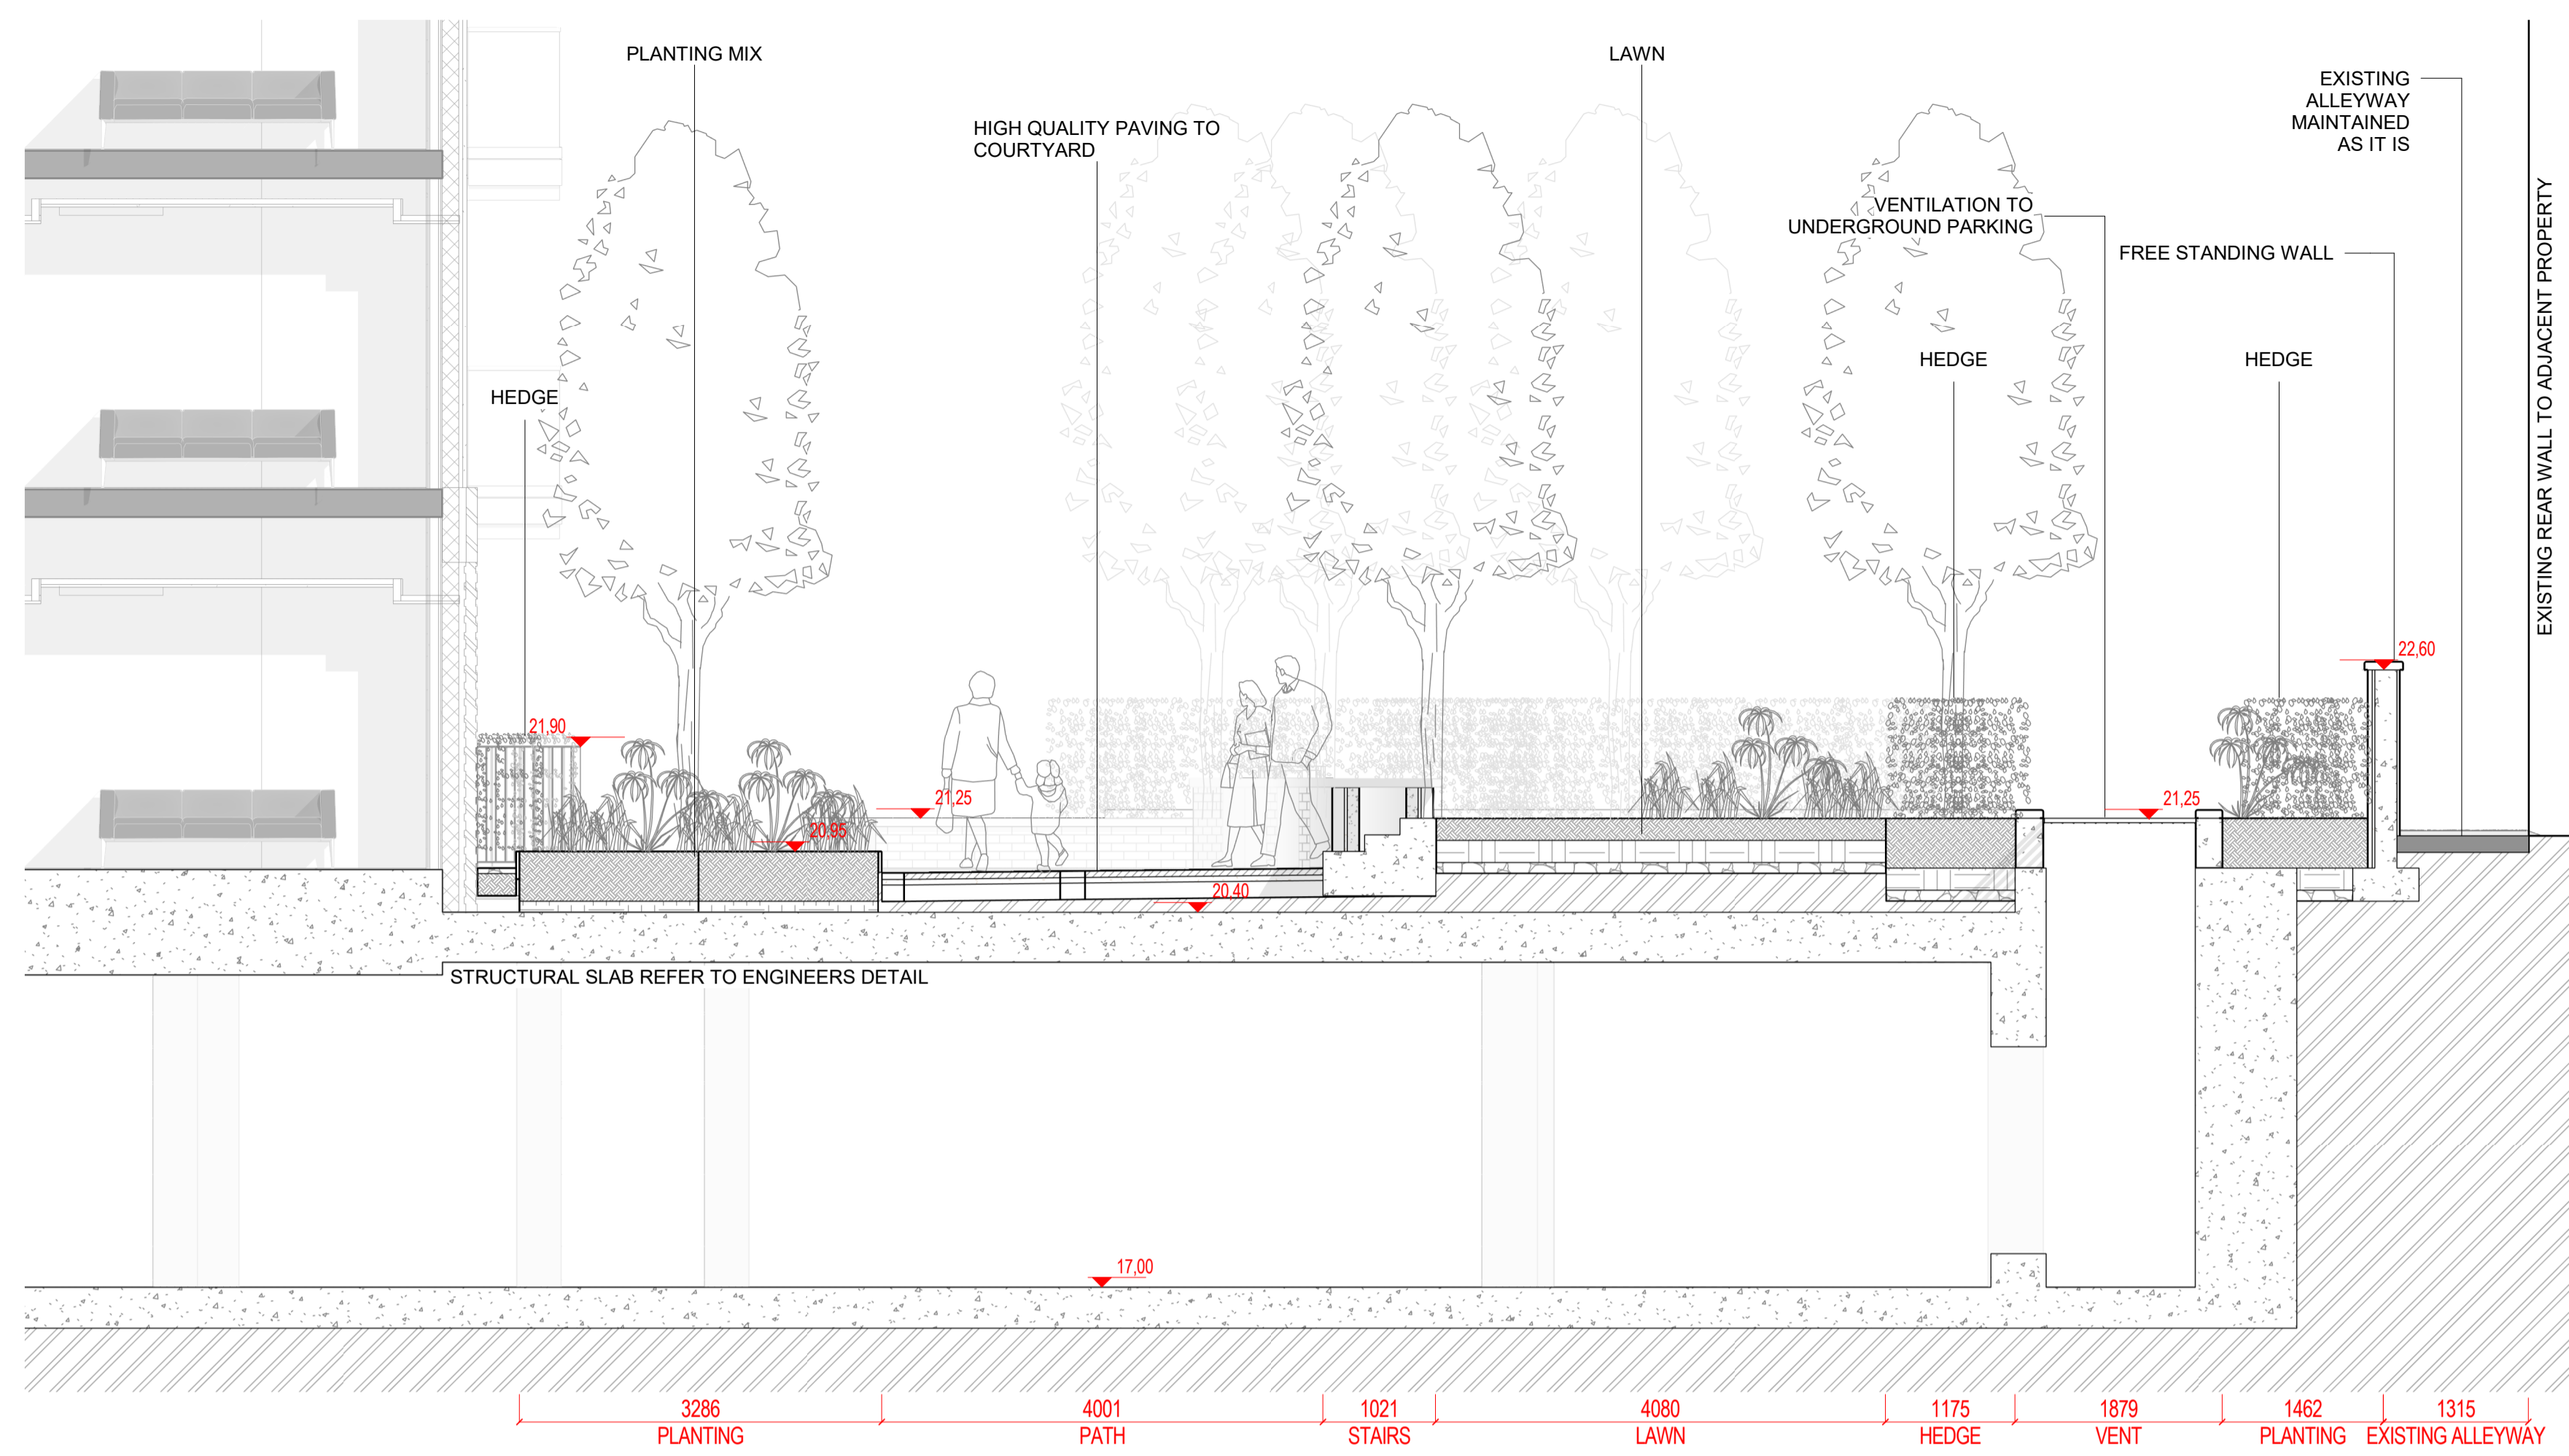 PLANTING MIX
LAWN
EXISTING
ALLEYWAY
MAINTAINED
AS IT IS
HIGH QUALITY PAVING TO
COURTYARD
VENTILATION TO
UNDERGROUND PARKING
FREE STANDING WALL
EXISTING REAR WALL TO ADJACENT PROPERTY
HEDGE
HEDGE
HEDGE
22,60
21,90
21,25
21,25
20,95
20,40
STRUCTURAL SLAB REFER TO ENGINEERS DETAIL
17,00
3286
PLANTING
4001
PATH
1021
STAIRS
4080
LAWN
1175
HEDGE
1879
VENT
1462
PLANTING
1315
EXISTING ALLEYWAY